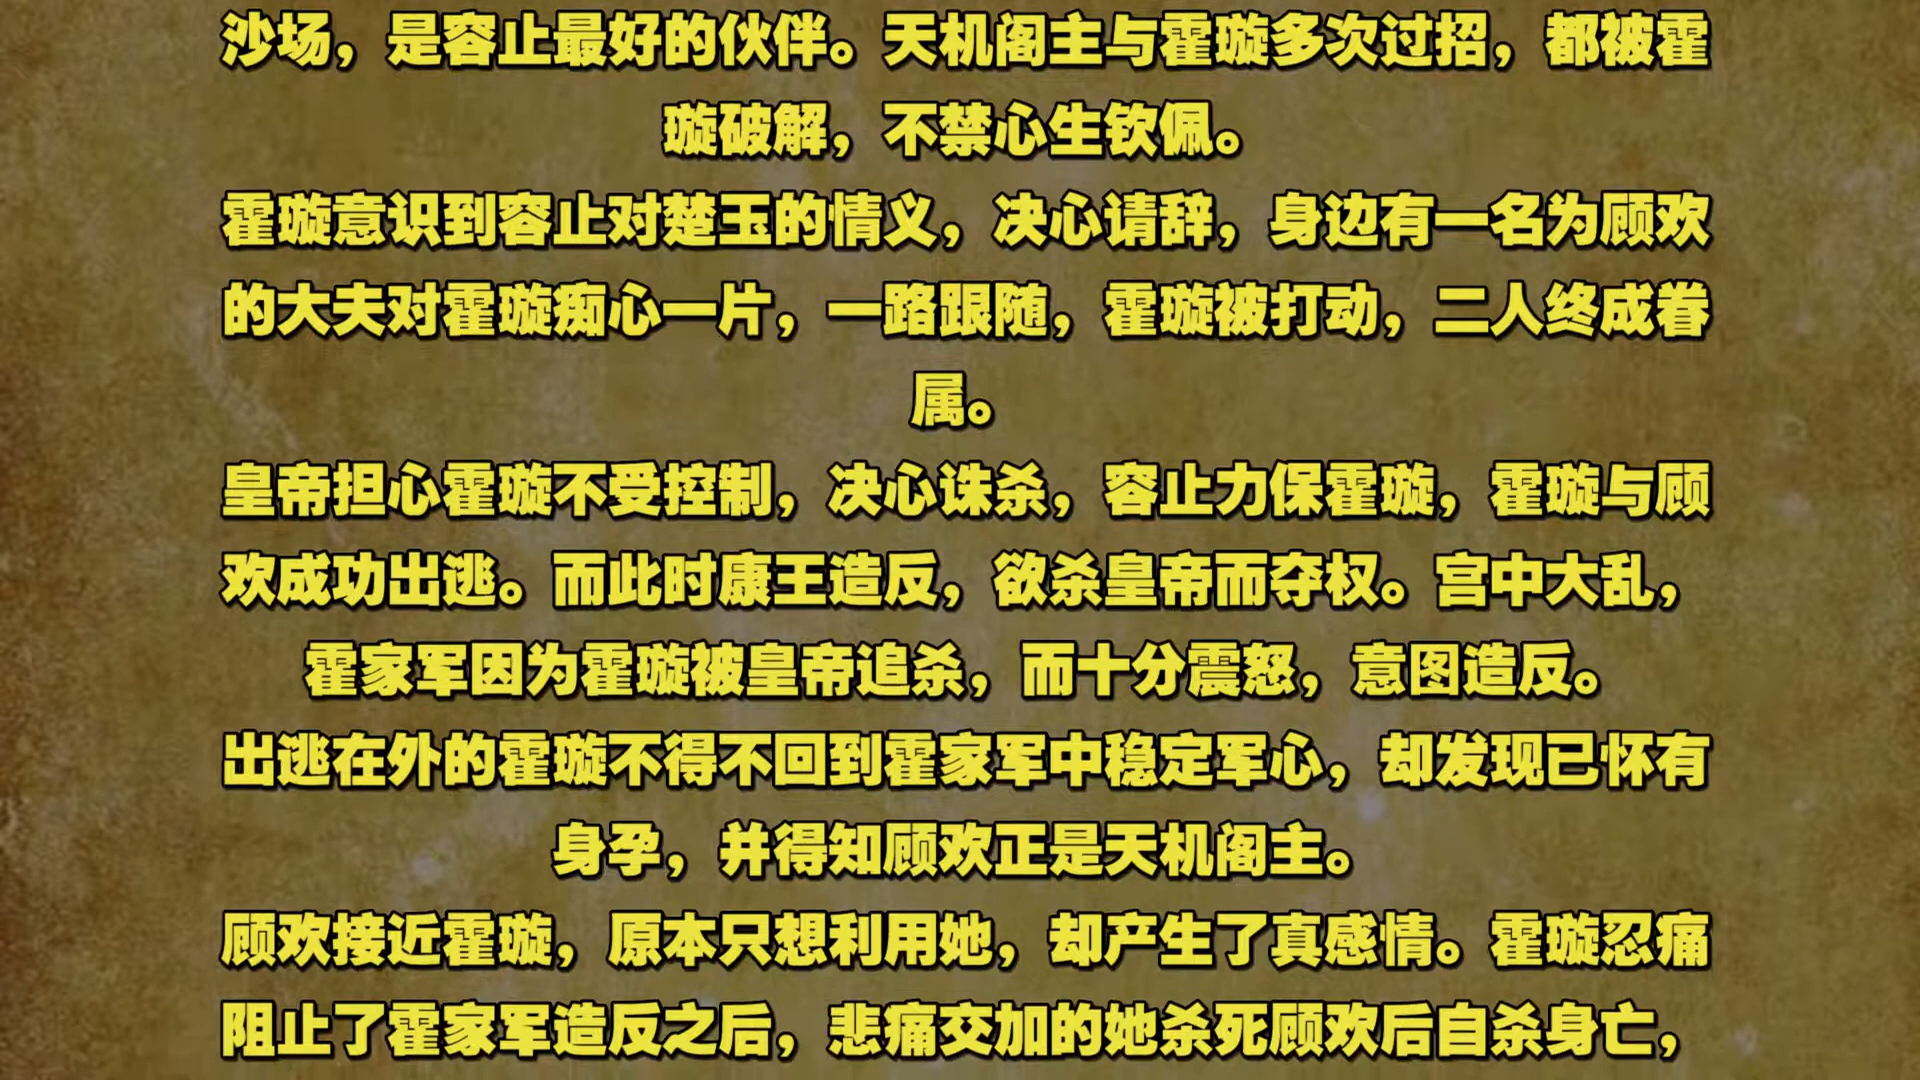 沙场，是容止最好的伙伴。天机阁主与霍璇多次过招，都被霍
璇破解，不禁心生钦佩。
霍璇意识到容止对楚玉的情义，决心请辞，身边有一名为顾欢
的大夫对霍璇痴心一片，一路跟随，霍璇被打动，二人终成眷
属。
皇帝担心霍璇不受控制，决心诛杀，容止力保霍璇，霍璇与顾
欢成功出逃。而此时康王造反，欲杀皇帝而夺权。宫中大乱，
霍家军因为霍璇被皇帝追杀，而十分震怒，意图造反。
出逃在外的霍璇不得不回到霍家军中稳定军心，却发现已怀有
身孕，并得知顾欢正是天机阁主。
顾欢接近霍璇，原本只想利用她，却产生了真感情。霍璇忍痛
阻止了霍家军造反之后，悲痛交加的她杀死顾欢后自杀身亡，